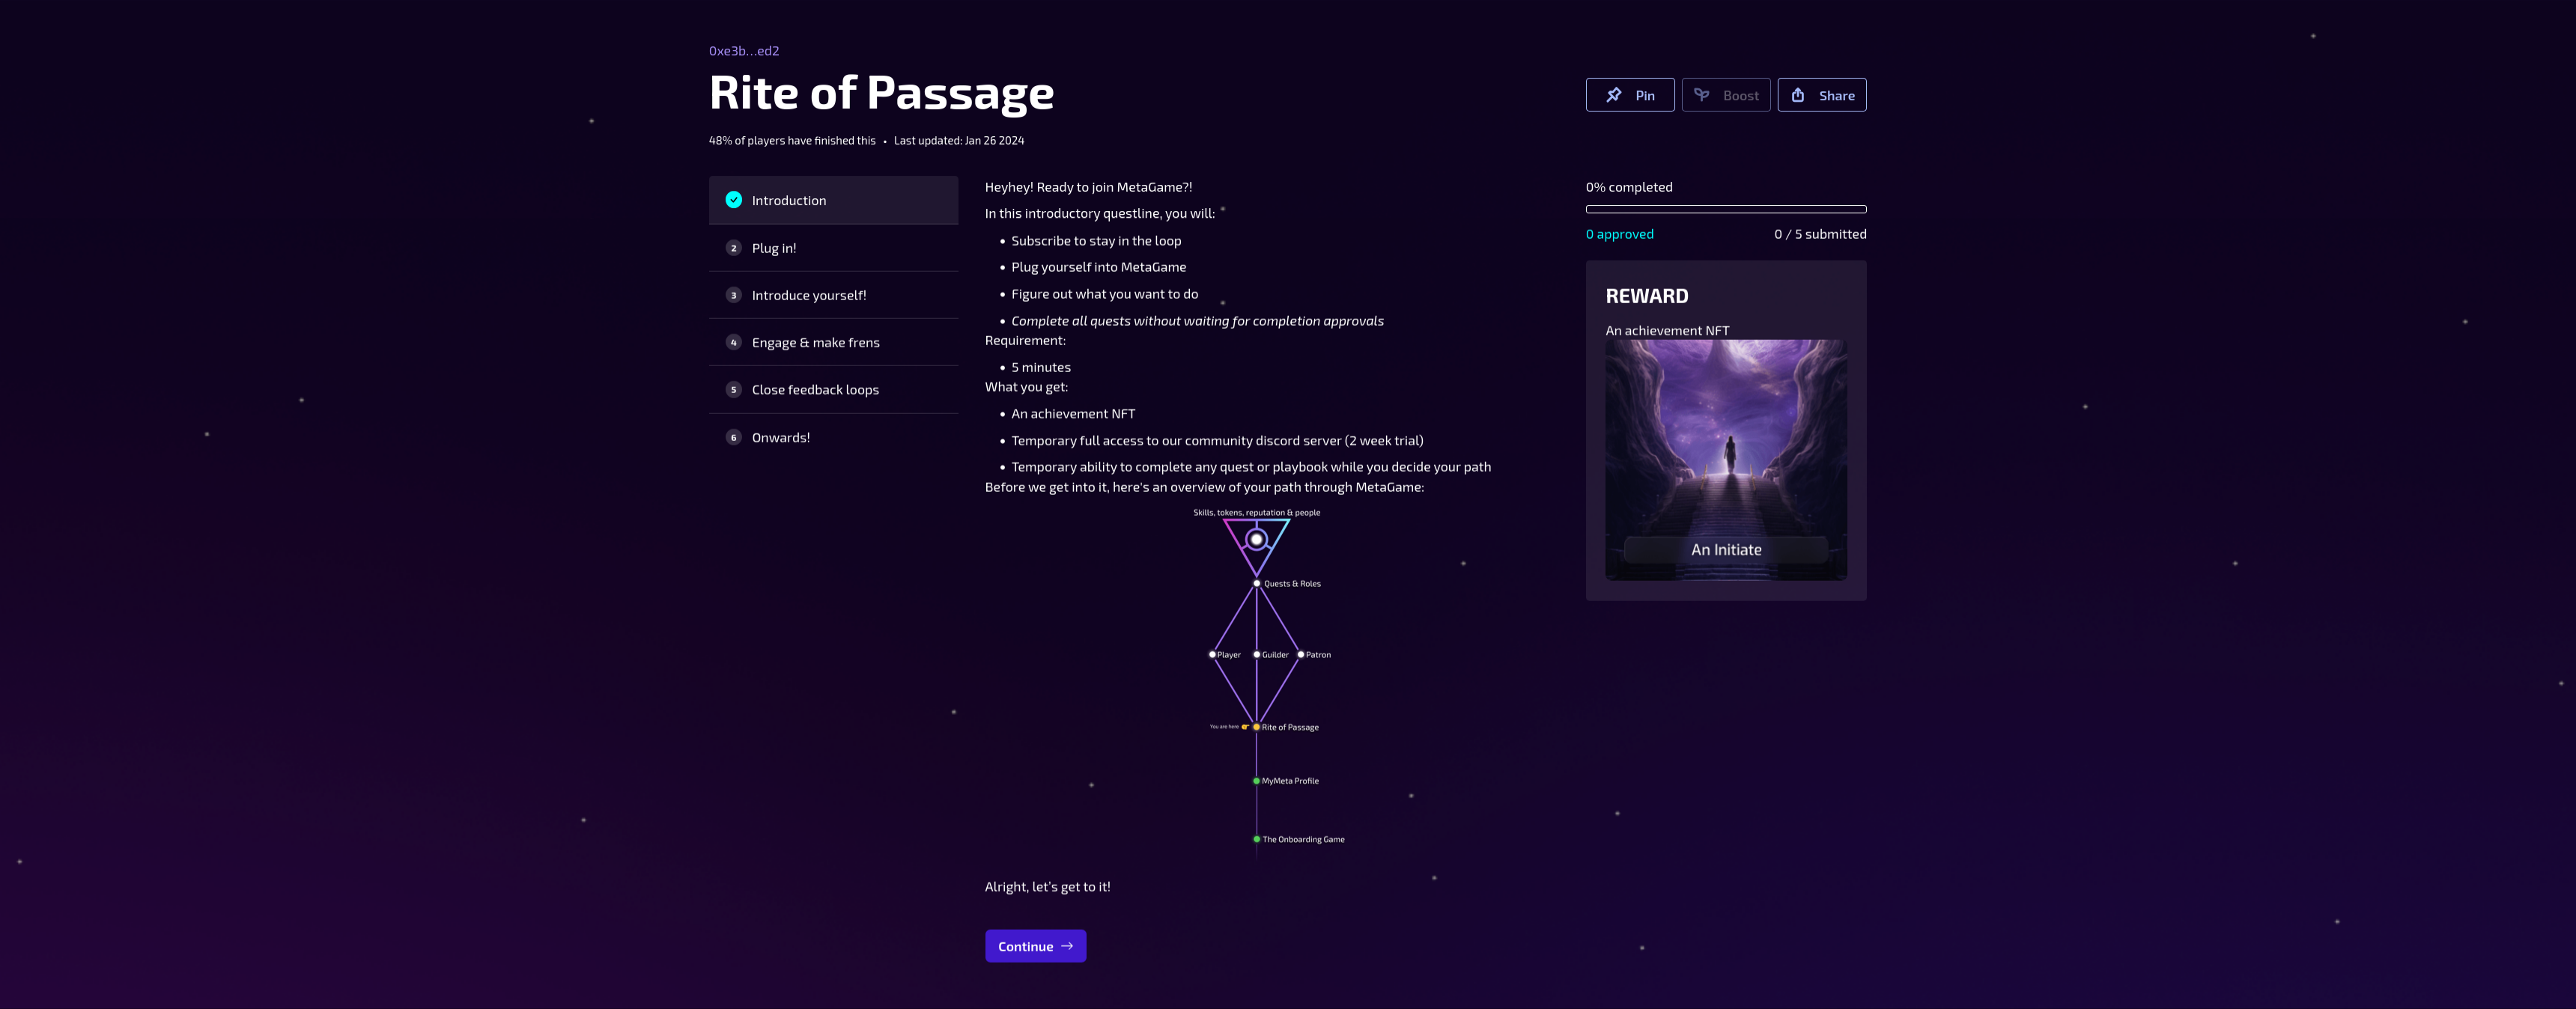 0xe3b...ed2
Rite of Passage
Pin
Boost
Share
48% of players have finished this • Last updated: Jan 26 2024
Introduction
2 Plug in!
3 Introduce yourself!
4 Engage & make frens
5 Close feedback loops
6 Onwards!
Heyhey! Ready to join MetaGame?!
In this introductory questline, you will:
• Subscribe to stay in the loop
• Plug yourself into MetaGame
• Figure out what you want to do
• Complete all quests without waiting for completion approvals
Requirement:
• 5 minutes
What you get:
• An achievement NFT
• Temporary full access to our community discord server (2 week trial)
• Temporary ability to complete any quest or playbook while you decide your path
Before we get into it, here's an overview of your path through MetaGame:
Skills, tokens, reputation & people
Quests & Roles
Player
Guilder
Patron
You are here
Rite of Passage
MyMeta Profile
The Onboarding Game
Alright, let's get to it!
Continue →
0% completed
0 approved
0 / 5 submitted
REWARD
An achievement NFT
An Initiate